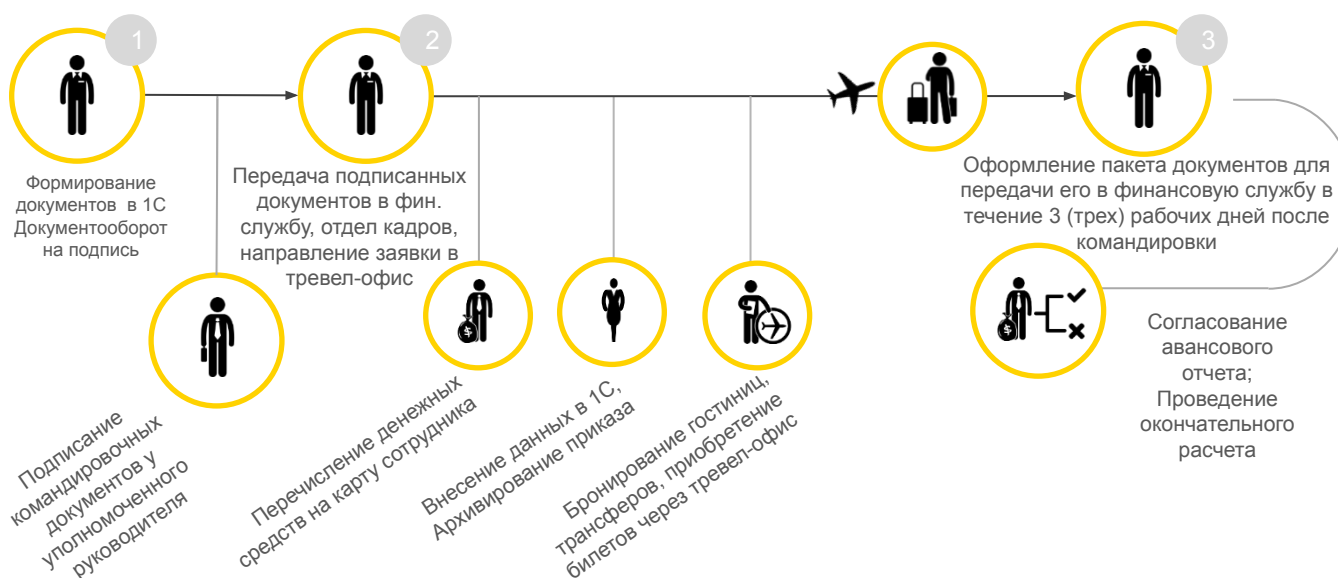 1
Формирование
документов в 1С
Документооборот
на подпись
Подписание
командировочных
документов у
уполномоченного
руководителя
2
Передача подписанных
документов в фин.
службу, отдел кадров,
направление заявки в
тревел-офис
$
Перечисление денежных
средств на карту сотрудника
Внесение данных в 1С,
Архивирование приказа
Бронирование гостиниц,
трансферов, приобретение
билетов через тревел-офис
3
Оформление пакета документов для
передачи его в финансовую службу в
течение 3 (трех) рабочих дней после
командировки
$
Согласование
авансового
отчета;
Проведение
окончательного
расчета